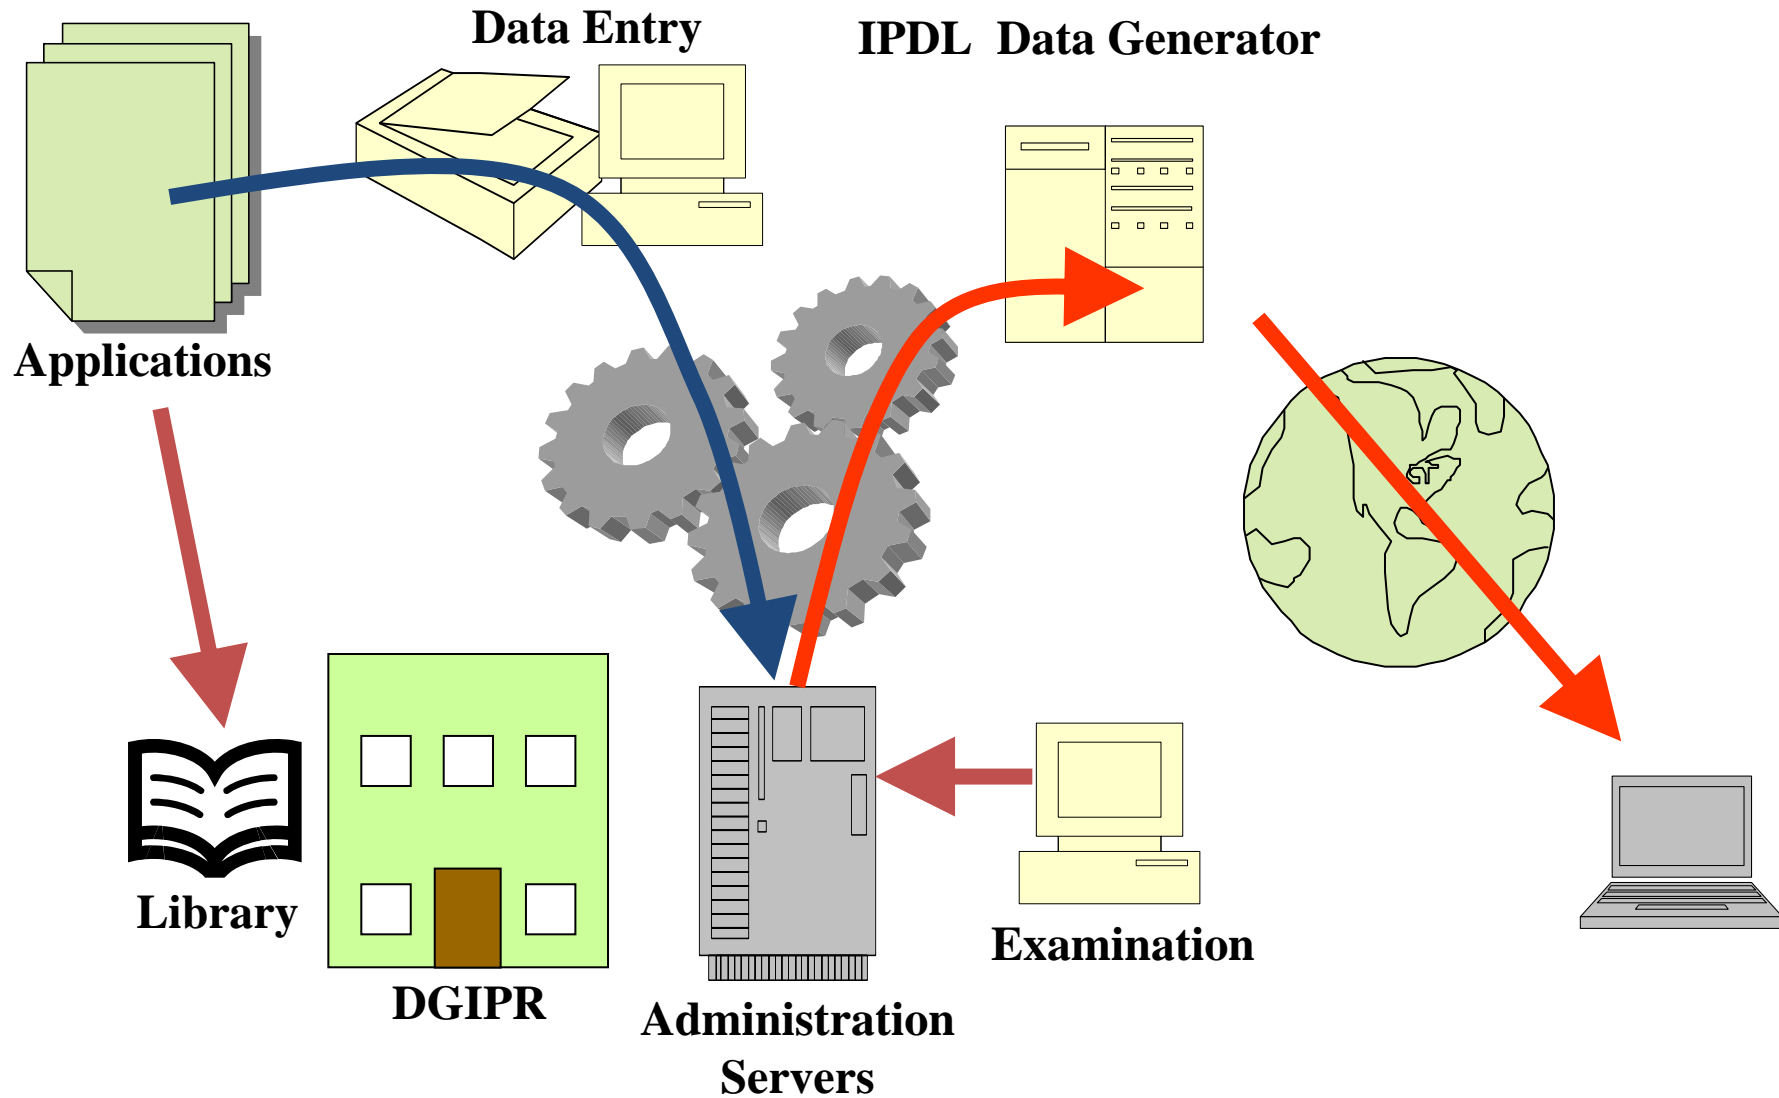 Data Entry
IPDL Data Generator
Applications
Library
DGIPR
Administration
Servers
Examination